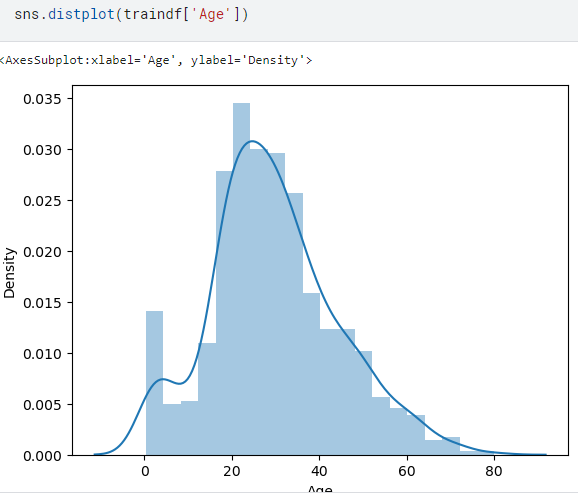 sns.distplot(traindf['Age'])
<AxesSubplot:xlabel='Age', ylabel='Density'>
0.035
0.030
0.025
0.020
0.015
0.010
0.005
0.000
Density
0 20 40 60 80
Age